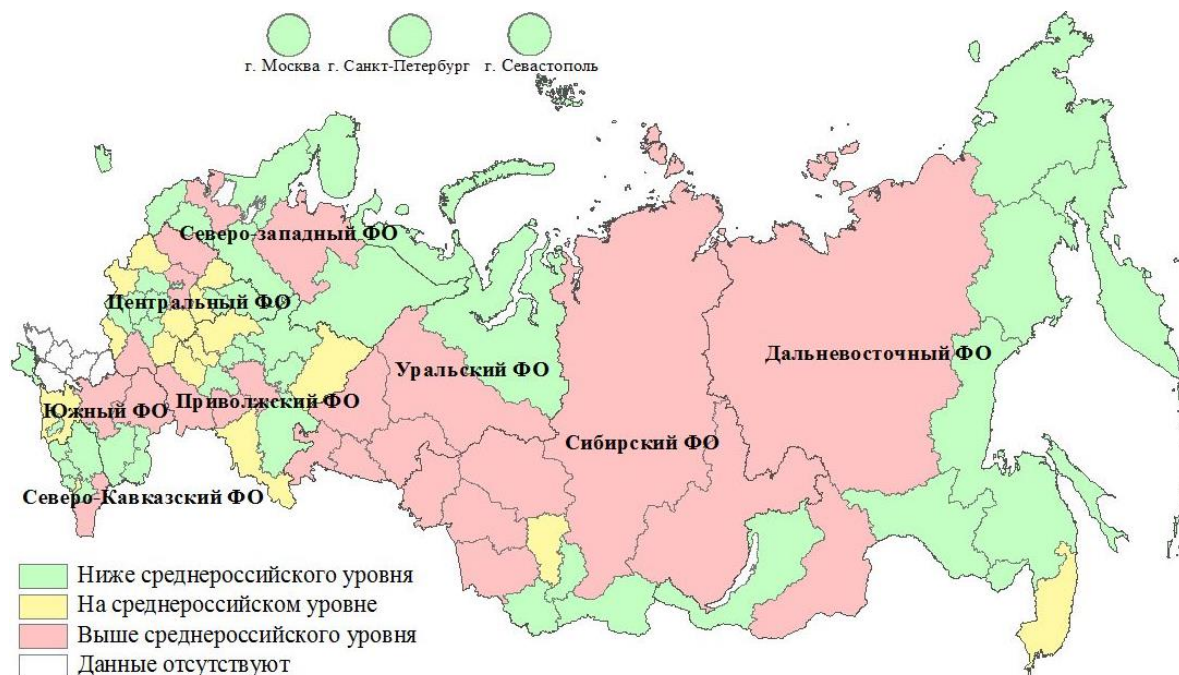 г. Москва г. Санкт-Петербург г. Севастополь
Северо-западный ФО
Центральный ФО
Дальневосточный ФО
Уральский ФО
Южный ФО
Приволжский ФО
Сибирский ФО
Северо-Кавказский ФО
Ниже среднероссийского уровня
На среднероссийском уровне
Выше среднероссийского уровня
Данные отсутствуют